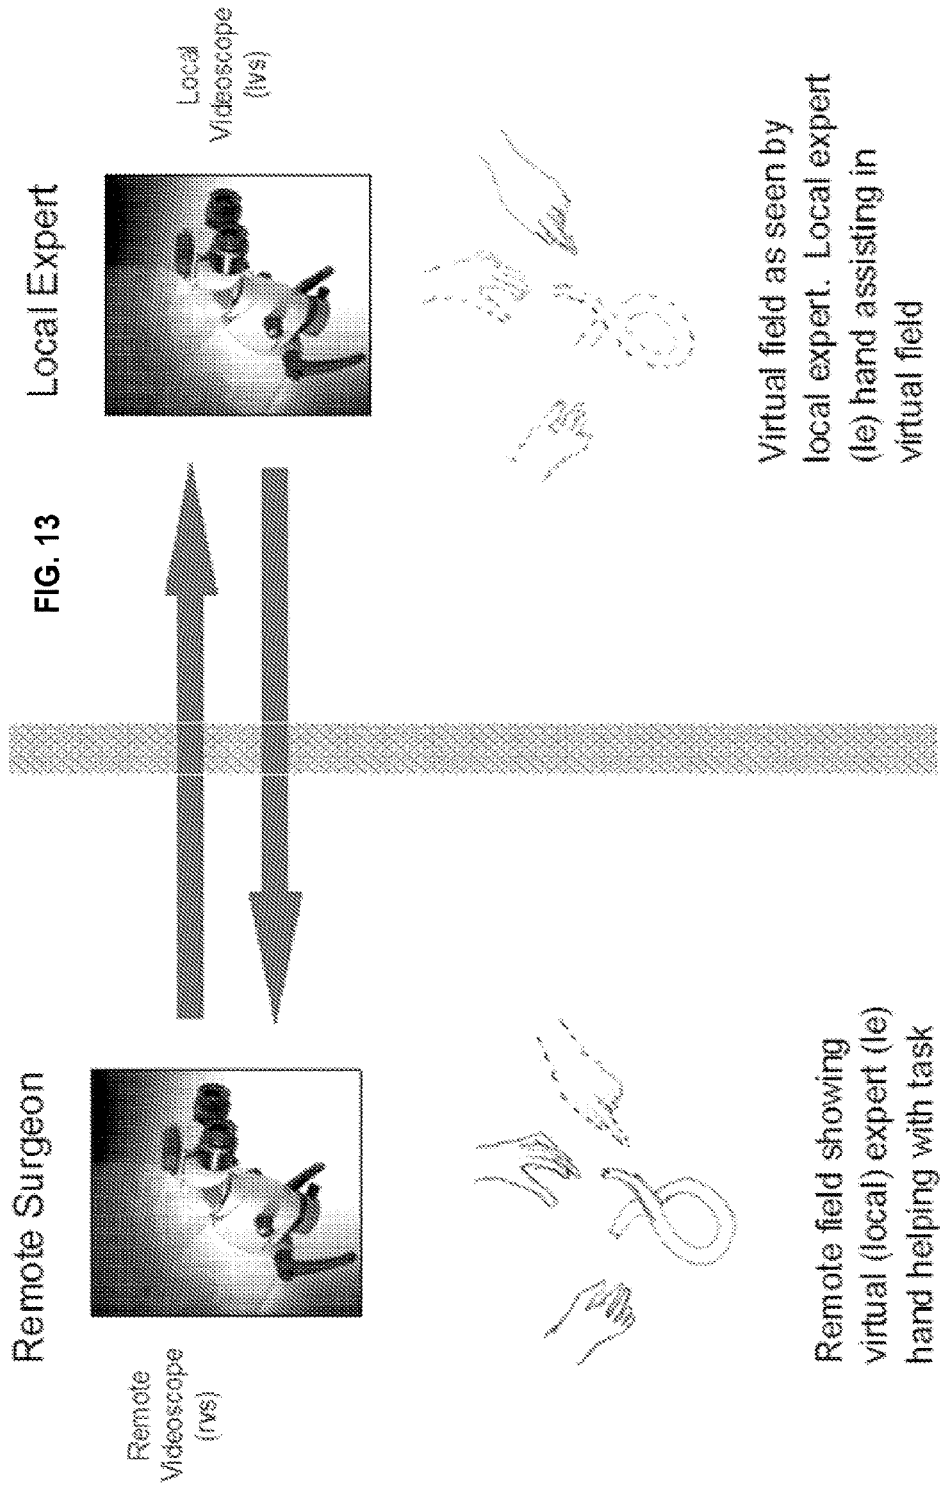 FIG. 13
Remote Surgeon
Local Expert
Remote
Videoscope
(rvs)
Local
Videoscope
(lvs)
Remote field showing
virtual (local) expert (le)
hand helping with task
Virtual field as seen by
local expert. Local expert
(le) hand assisting in
virtual field